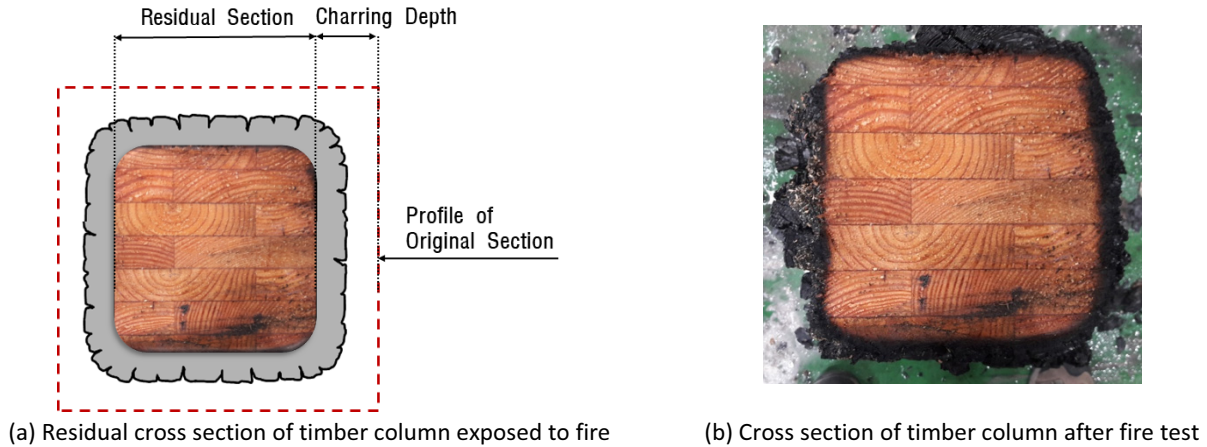 Residual Section
Charring Depth
Profile of
Original Section
(a) Residual cross section of timber column exposed to fire
(b) Cross section of timber column after fire test